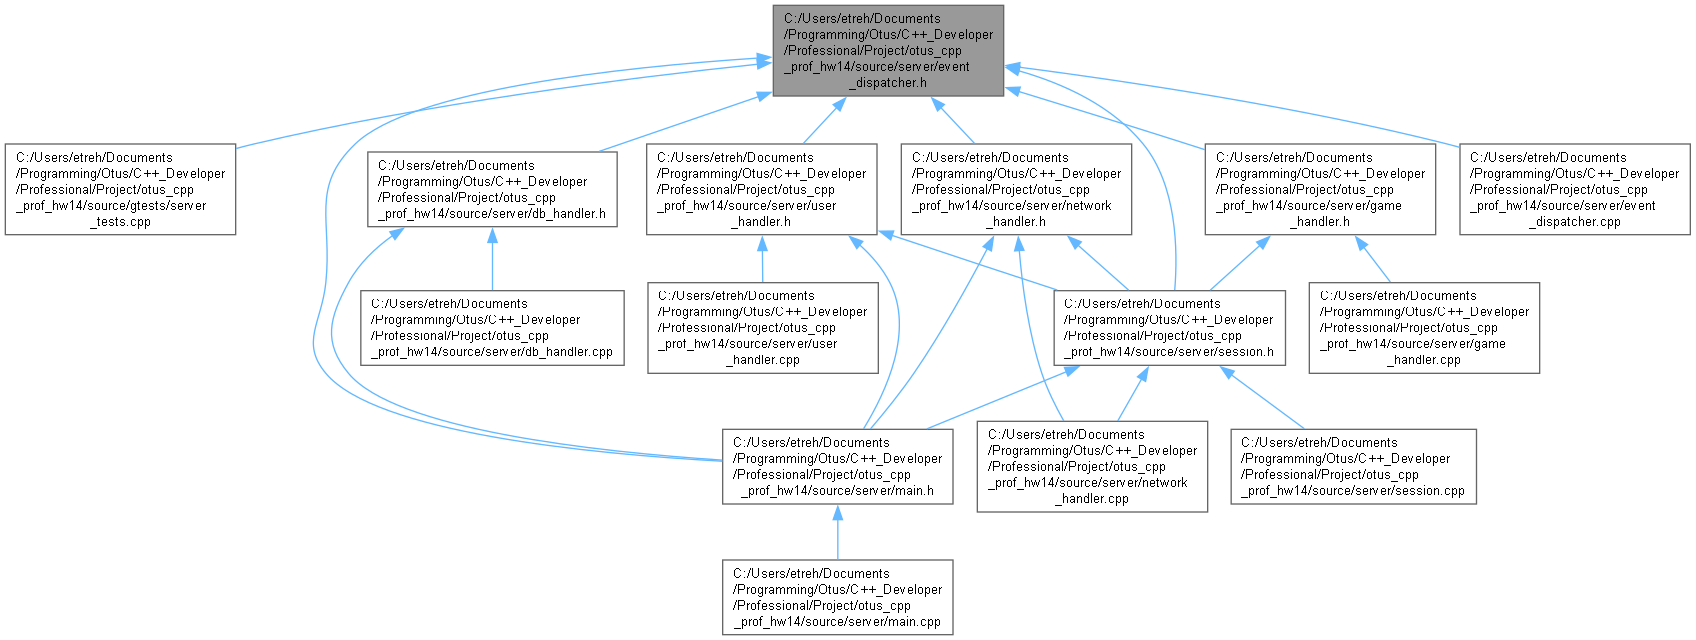 C:/Users/etreh/Documents
/Programming/Otus/C++_Developer
/Professional/Project/otus_cpp
_prof_hw14/source/server/event
_dispatcher.h
C:/Users/etreh/Documents
/Programming/Otus/C++_Developer
/Professional/Project/otus_cpp
_prof_hw14/source/gtests/server
_tests.cpp
C:/Users/etreh/Documents
/Programming/Otus/C++_Developer
/Professional/Project/otus_cpp
_prof_hw14/source/server/db_handler.h
C:/Users/etreh/Documents
/Programming/Otus/C++_Developer
/Professional/Project/otus_cpp
_prof_hw14/source/server/user
_handler.h
C:/Users/etreh/Documents
/Programming/Otus/C++_Developer
/Professional/Project/otus_cpp
_prof_hw14/source/server/network
_handler.h
C:/Users/etreh/Documents
/Programming/Otus/C++_Developer
/Professional/Project/otus_cpp
_prof_hw14/source/server/game
_handler.h
C:/Users/etreh/Documents
/Programming/Otus/C++_Developer
/Professional/Project/otus_cpp
_prof_hw14/source/server/event
_dispatcher.cpp
C:/Users/etreh/Documents
/Programming/Otus/C++_Developer
/Professional/Project/otus_cpp
_prof_hw14/source/server/db_handler.cpp
C:/Users/etreh/Documents
/Programming/Otus/C++_Developer
/Professional/Project/otus_cpp
_prof_hw14/source/server/user
_handler.cpp
C:/Users/etreh/Documents
/Programming/Otus/C++_Developer
/Professional/Project/otus_cpp
_prof_hw14/source/server/session.h
C:/Users/etreh/Documents
/Programming/Otus/C++_Developer
/Professional/Project/otus_cpp
_prof_hw14/source/server/game
_handler.cpp
C:/Users/etreh/Documents
/Programming/Otus/C++_Developer
/Professional/Project/otus_cpp
_prof_hw14/source/server/main.h
C:/Users/etreh/Documents
/Programming/Otus/C++_Developer
/Professional/Project/otus_cpp
_prof_hw14/source/server/network
_handler.cpp
C:/Users/etreh/Documents
/Programming/Otus/C++_Developer
/Professional/Project/otus_cpp
_prof_hw14/source/server/session.cpp
C:/Users/etreh/Documents
/Programming/Otus/C++_Developer
/Professional/Project/otus_cpp
_prof_hw14/source/server/main.cpp